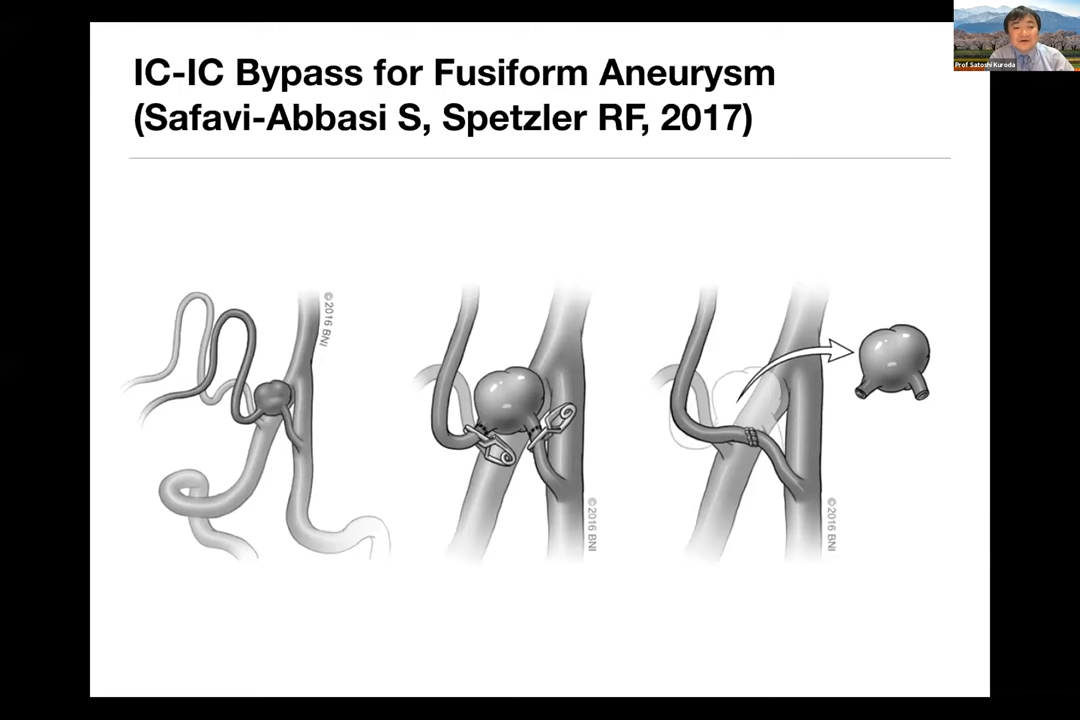 IC-IC Bypass for Fusiform Aneurysm
(Safavi-Abbasi S, Spetzler RF, 2017)
Prof Satoshi Kuroda
©2016 BNI
©2016 BNI
©2016 BNI